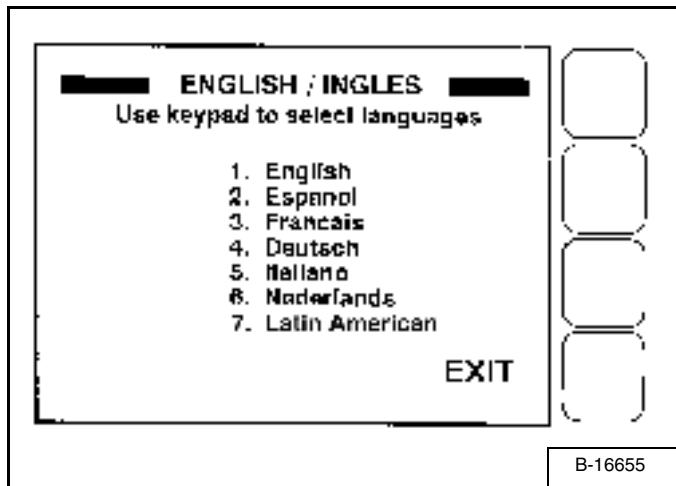 ENGLISH / INGLES
Use keypad to select languages
1. English
2. Espanol
3. Francais
4. Deutsch
5. Italiano
6. Nederlands
7. Latin American
EXIT
B-16655